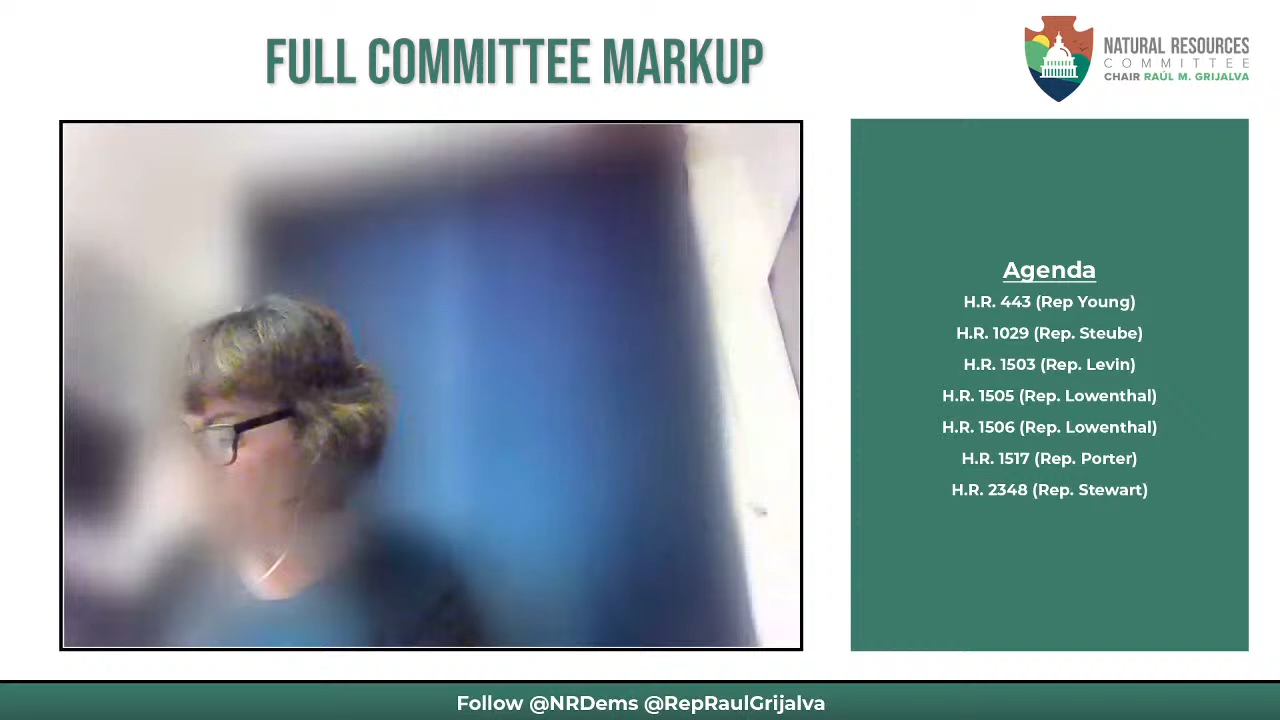 FULL COMMITTEE MARKUP
NATURAL RESOURCES
COMMITTEE
CHAIR RAÚL M. GRIJALVA
Agenda
H.R. 443 (Rep Young)
H.R. 1029 (Rep. Steube)
H.R. 1503 (Rep. Levin)
H.R. 1505 (Rep. Lowenthal)
H.R. 1506 (Rep. Lowenthal)
H.R. 1517 (Rep. Porter)
H.R. 2348 (Rep. Stewart)
Follow @NRDems @RepRaulGrijalva